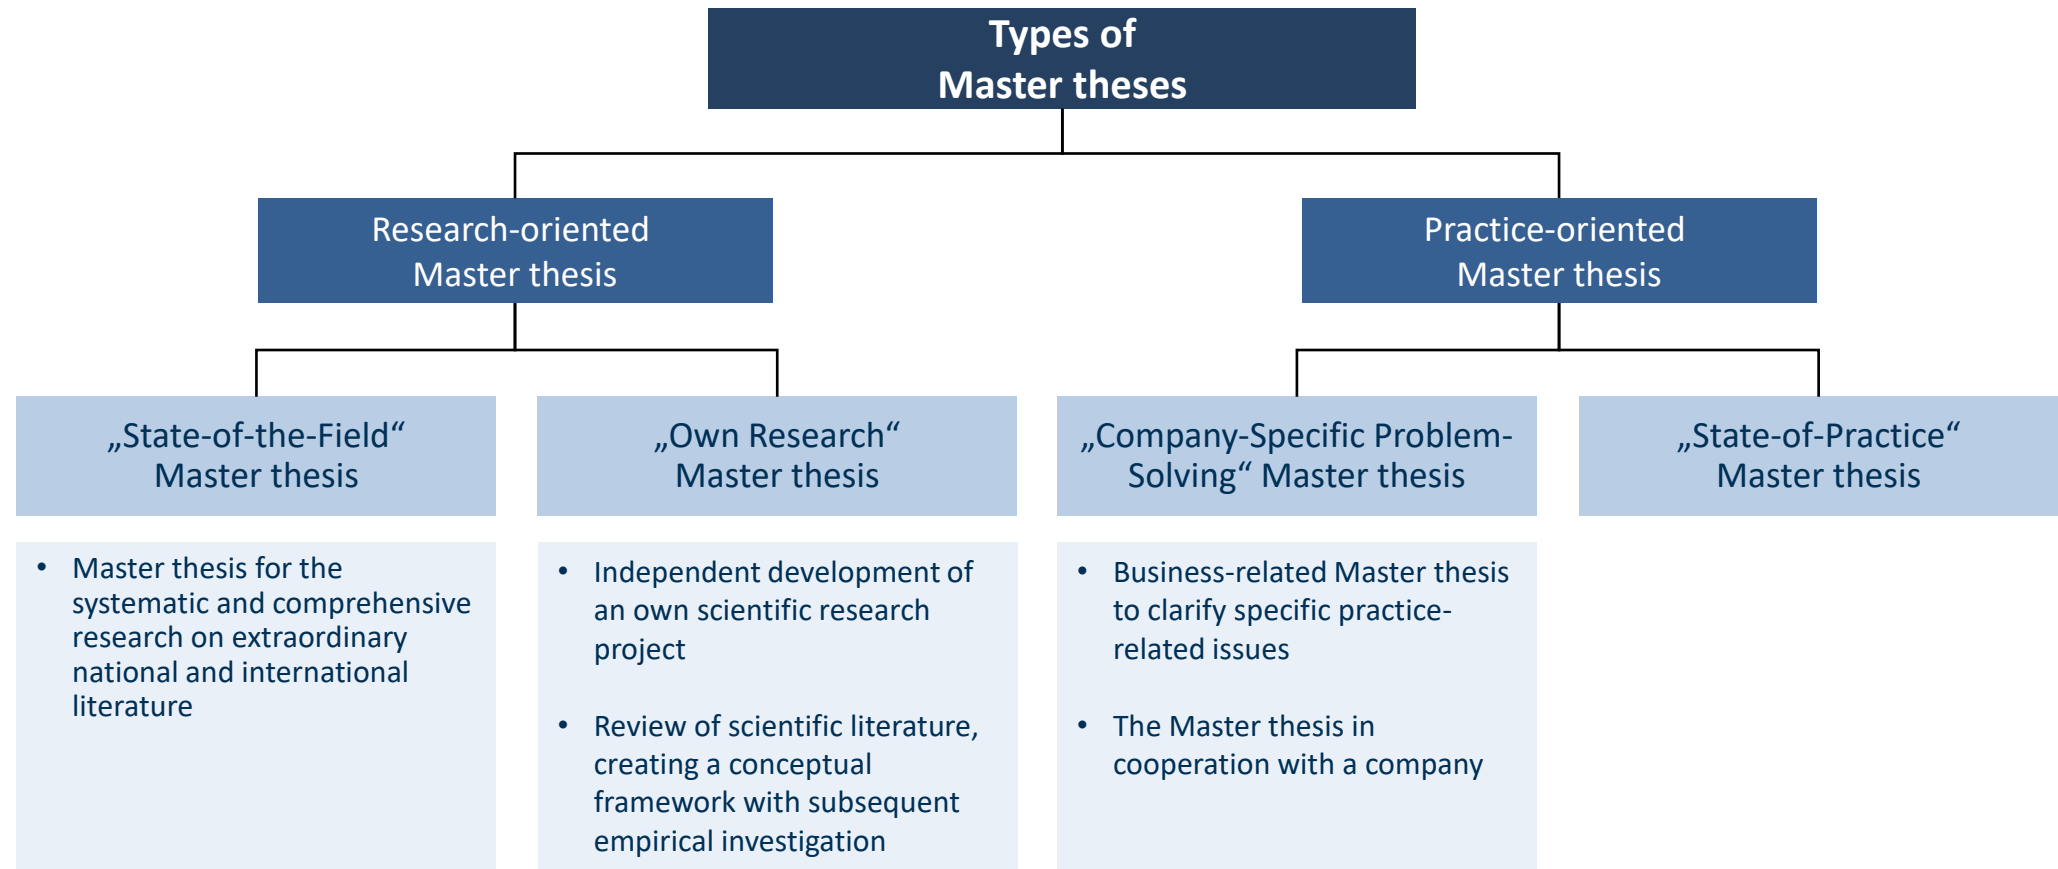 Types of
Master theses
Research-oriented
Master thesis
Practice-oriented
Master thesis
„State-of-the-Field“
Master thesis
„Own Research“
Master thesis
„Company-Specific Problem-
Solving“ Master thesis
„State-of-Practice“
Master thesis
• Master thesis for the
systematic and comprehensive
research on extraordinary
national and international
literature
• Independent development of
an own scientific research
project
• Review of scientific literature,
creating a conceptual
framework with subsequent
empirical investigation
• Business-related Master thesis
to clarify specific practice-
related issues
• The Master thesis in
cooperation with a company